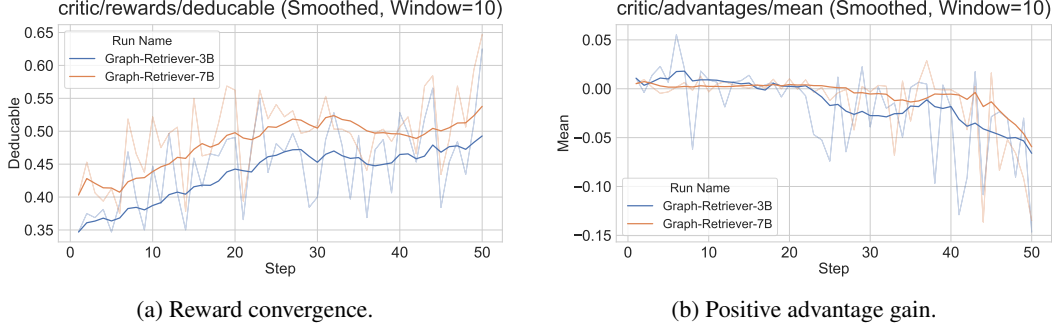 critic/rewards/deducable (Smoothed, Window=10)
0.65
0.60
0.55
0.50
0.45
0.40
0.35
Deducable
Run Name
Graph-Retriever-3B
Graph-Retriever-7B
0 10 20 30 40 50
Step
(a) Reward convergence.
critic/advantages/mean (Smoothed, Window=10)
0.05
0.00
−0.05
−0.10
−0.15
Mean
Run Name
Graph-Retriever-3B
Graph-Retriever-7B
0 10 20 30 40 50
Step
(b) Positive advantage gain.